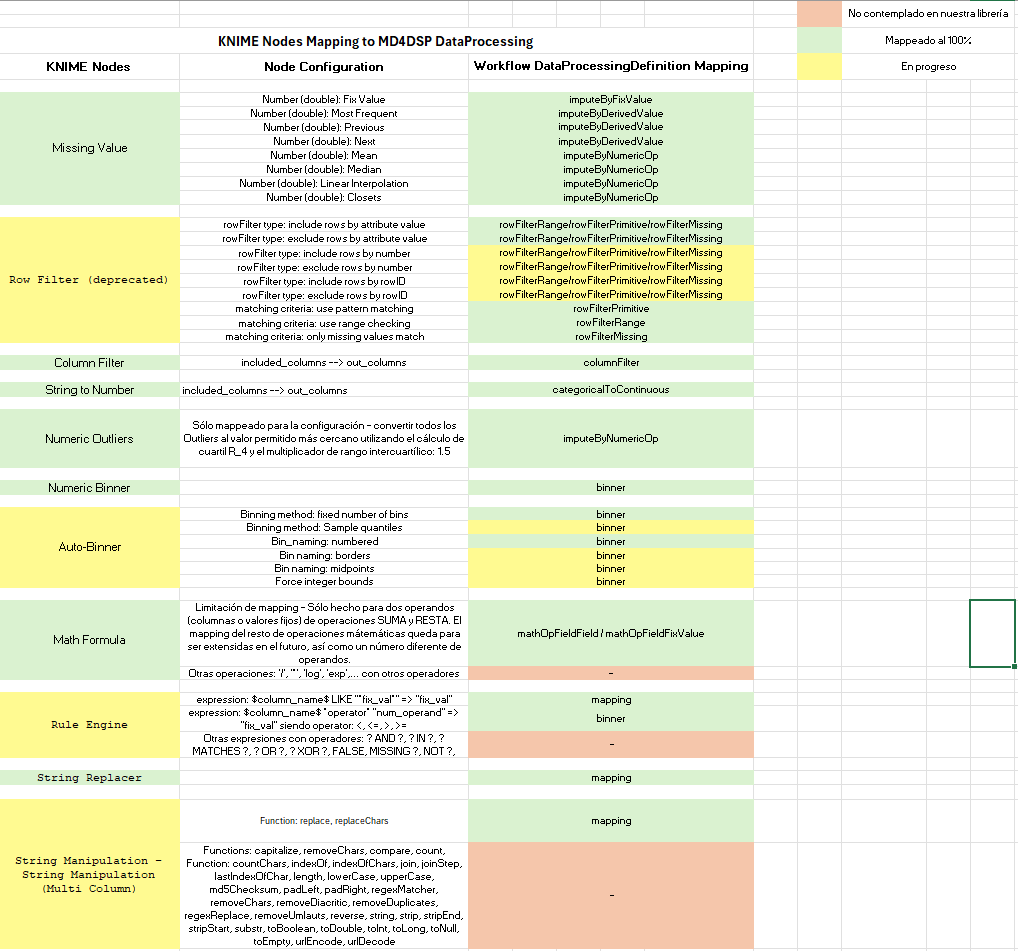 No contemplado en nuestra librería
KNIME Nodes Mapping to MD4DSP DataProcessing
Mappeado al 100%
KNIME Nodes
Node Configuration
Workflow DataProcessingDefinition Mapping
En progreso
Missing Value
Number (double): Fix Value
imputeByFixValue
Number (double): Most Frequent
imputeByDerivedValue
Number (double): Previous
imputeByDerivedValue
Number (double): Next
imputeByDerivedValue
Number (double): Mean
imputeByNumericOp
Number (double): Median
imputeByNumericOp
Number (double): Linear Interpolation
imputeByNumericOp
Number (double): Closets
imputeByNumericOp
Row Filter (deprecated)
rowFilter type: include rows by attribute value
rowFilterRange/rowFilterPrimitive/rowFilterMissing
rowFilter type: exclude rows by attribute value
rowFilterRange/rowFilterPrimitive/rowFilterMissing
rowFilter type: include rows by number
rowFilterRange/rowFilterPrimitive/rowFilterMissing
rowFilter type: exclude rows by number
rowFilterRange/rowFilterPrimitive/rowFilterMissing
rowFilter type: include rows by rowID
rowFilterRange/rowFilterPrimitive/rowFilterMissing
rowFilter type: exclude rows by rowID
rowFilterRange/rowFilterPrimitive/rowFilterMissing
matching criteria: use pattern matching
rowFilterPrimitive
matching criteria: use range checking
rowFilterRange
matching criteria: only missing values match
rowFilterMissing
Column Filter
included_columns --> out_columns
columnFilter
String to Number
included_columns --> out_columns
categoricalToContinuous
Numeric Outliers
Sólo mappeado para la configuración - convertir todos los
Outliers al valor permitido más cercano utilizando el cálculo de
cuartil R_4 y el multiplicador de rango intercuartílico: 1.5
imputeByNumericOp
Numeric Binner
binner
Auto-Binner
Binning method: fixed number of bins
binner
Binning method: Sample quantiles
binner
Bin_naming: numbered
binner
Bin naming: borders
binner
Bin naming: midpoints
binner
Force integer bounds
binner
Math Formula
Limitación de mapping - Sólo hecho para dos operandos
(columnas o valores fijos) de operaciones SUMA y RESTA. El
mapping del resto de operaciones mátemáticas queda para
ser extensidas en el futuro, así como un número diferente de
operandos.
mathOpFieldField / mathOpFieldFixValue
Otras operaciones: '/', '*', 'log', 'exp',... con otros operadores
-
Rule Engine
expression: $column_name$ LIKE "*fix_val*" => "fix_val"
mapping
expression: $column_name$ "operator" "num_operand" =>
"fix_val" siendo operator: <, <=, >, >=
binner
Otras expresiones con operadores: ? AND ?, ? IN ?, ?
MATCHES ?, ? OR ?, ? XOR ?, FALSE, MISSING ?, NOT ?,
-
String Replacer
mapping
String Manipulation -
String Manipulation
(Multi Column)
Function: replace, replaceChars
mapping
Functions: capitalize, removeChars, compare, count,
Function: countChars, indexOf, indexOfChars, join, joinStep,
lastIndexOfChar, length, lowerCase, upperCase,
md5Checksum, padLeft, padRight, regexMatcher,
removeChars, removeDiacritic, removeDuplicates,
regexReplace, removeUmlauts, reverse, string, strip, stripEnd,
stripStart, substr, toBoolean, toDouble, toInt, toLong, toNull,
toEmpty, urlEncode, urlDecode
-